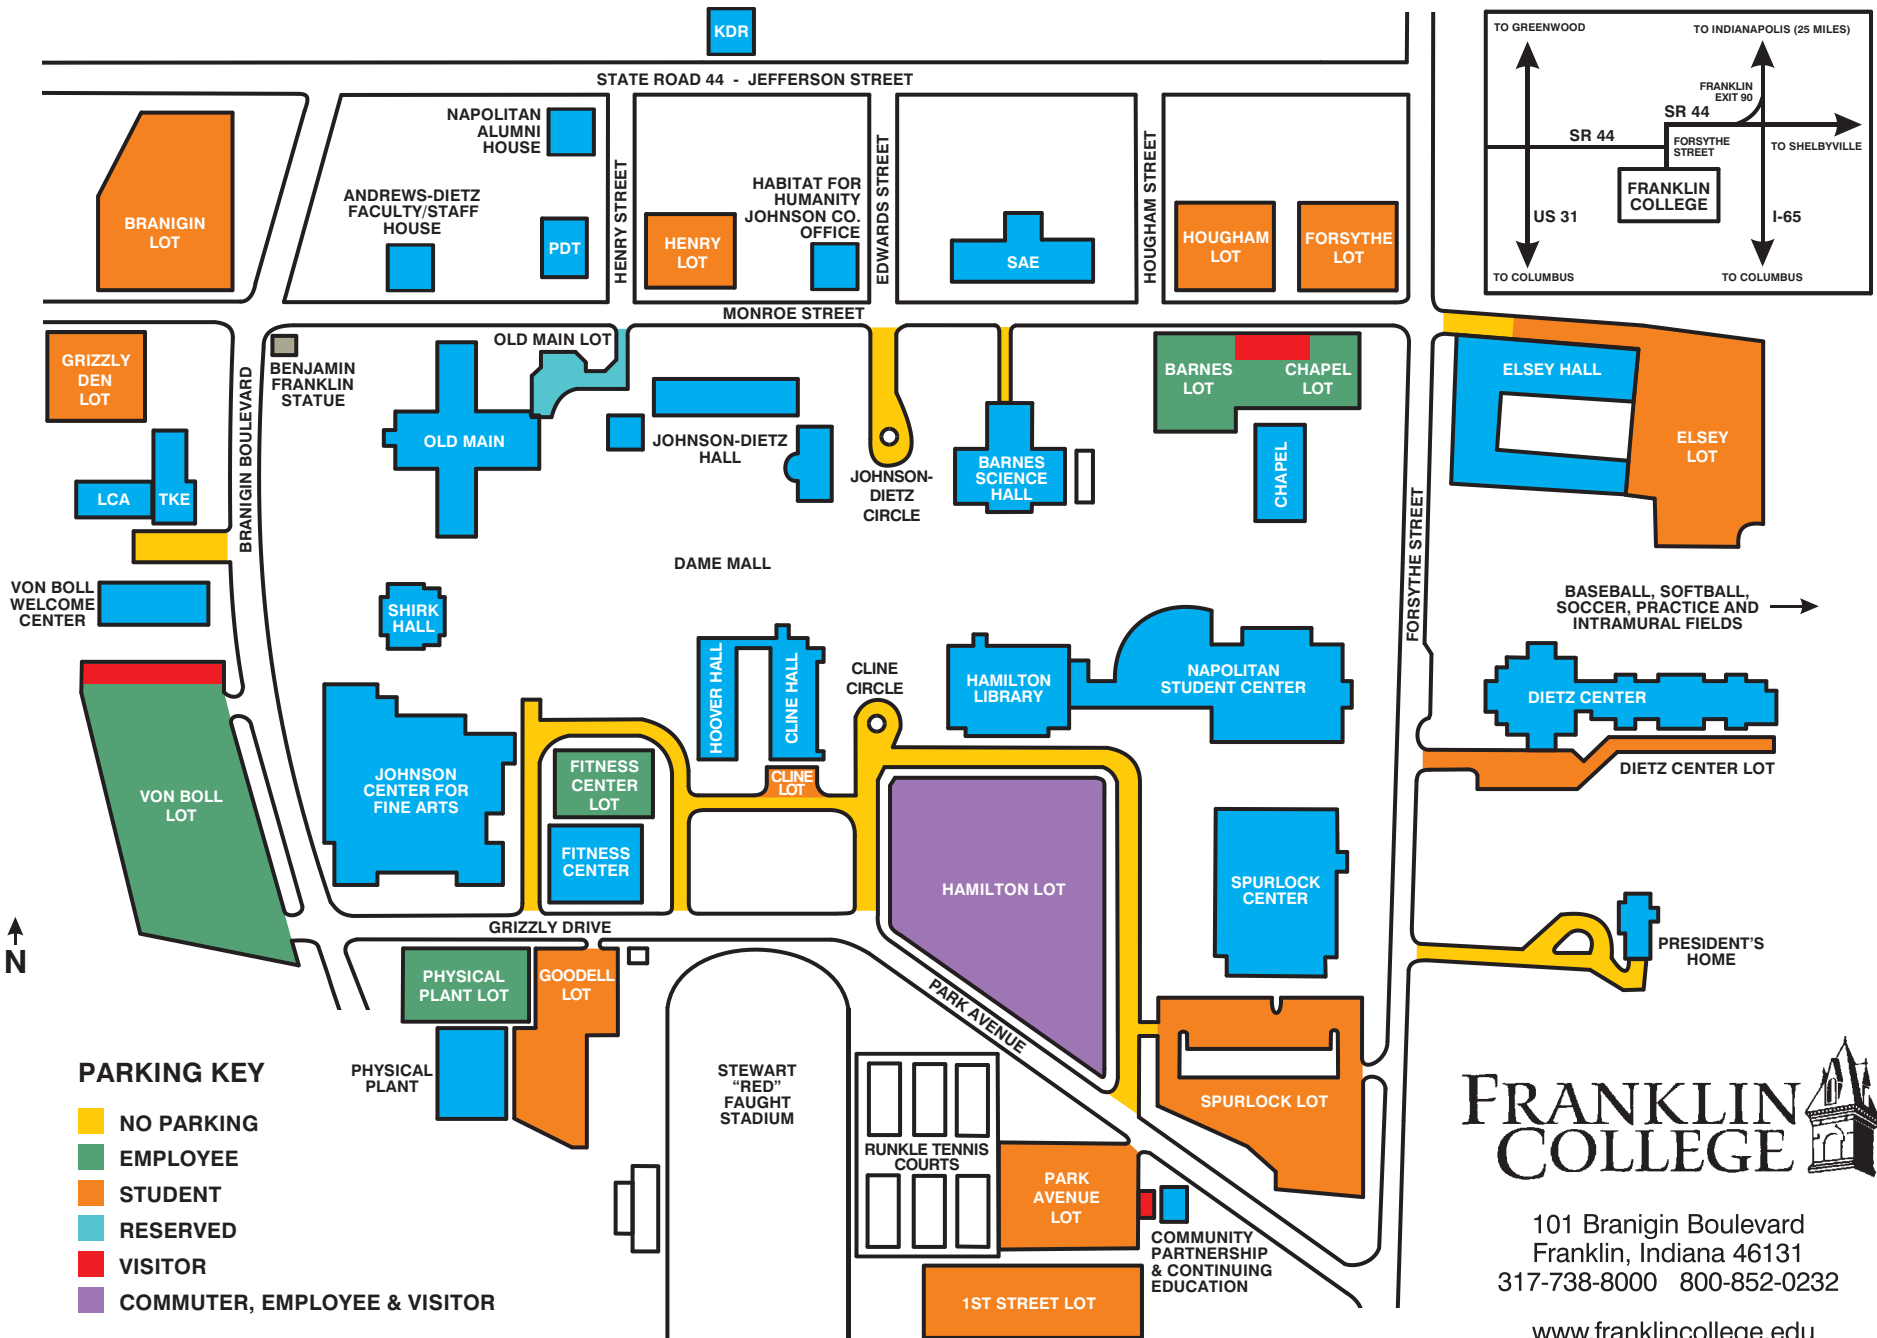 KDR
STATE ROAD 44 - JEFFERSON STREET
TO GREENWOOD
TO INDIANAPOLIS (25 MILES)
FRANKLIN
EXIT 90
SR 44
SR 44
FORSYTHE
STREET
TO SHELBYVILLE
FRANKLIN
COLLEGE
US 31
I-65
TO COLUMBUS
TO COLUMBUS
BRANIGIN
LOT
NAPOLITAN
ALUMNI
HOUSE
ANDREWS-DIETZ
FACULTY/STAFF
HOUSE
PDT
HENRY STREET
HENRY
LOT
HABITAT FOR
HUMANITY
JOHNSON CO.
OFFICE
EDWARDS STREET
SAE
HOUGHAM STREET
HOUGHAM
LOT
FORSYTHE
LOT
MONROE STREET
GRIZZLY
DEN
LOT
BRANIGIN BOULEVARD
BENJAMIN
FRANKLIN
STATUE
OLD MAIN LOT
OLD MAIN
JOHNSON-DIETZ
HALL
JOHNSON-
DIETZ
CIRCLE
BARNES
SCIENCE
HALL
BARNES
LOT
CHAPEL
LOT
CHAPEL
ELSEY HALL
ELSEY
LOT
LCA
TKE
FORSYTHE STREET
DAME MALL
VON BOLL
WELCOME
CENTER
SHIRK
HALL
BASEBALL, SOFTBALL,
SOCCER, PRACTICE AND
INTRAMURAL FIELDS
HOOVER HALL
CLINE HALL
CLINE
CIRCLE
HAMILTON
LIBRARY
NAPOLITAN
STUDENT CENTER
DIETZ CENTER
DIETZ CENTER LOT
VON BOLL
LOT
JOHNSON
CENTER FOR
FINE ARTS
FITNESS
CENTER
LOT
CLINE
LOT
FITNESS
CENTER
HAMILTON LOT
SPURLOCK
CENTER
GRIZZLY DRIVE
PRESIDENT'S
HOME
N
PHYSICAL
PLANT LOT
GOODELL
LOT
PARK AVENUE
PHYSICAL
PLANT
STEWART
"RED"
FAUGHT
STADIUM
SPURLOCK LOT
RUNKLE TENNIS
COURTS
PARK
AVENUE
LOT
COMMUNITY
PARTNERSHIP
& CONTINUING
EDUCATION
1ST STREET LOT
PARKING KEY
NO PARKING
EMPLOYEE
STUDENT
RESERVED
VISITOR
COMMUTER, EMPLOYEE & VISITOR
FRANKLIN
COLLEGE
101 Branigin Boulevard
Franklin, Indiana 46131
317-738-8000 800-852-0232
www.franklincollege.edu